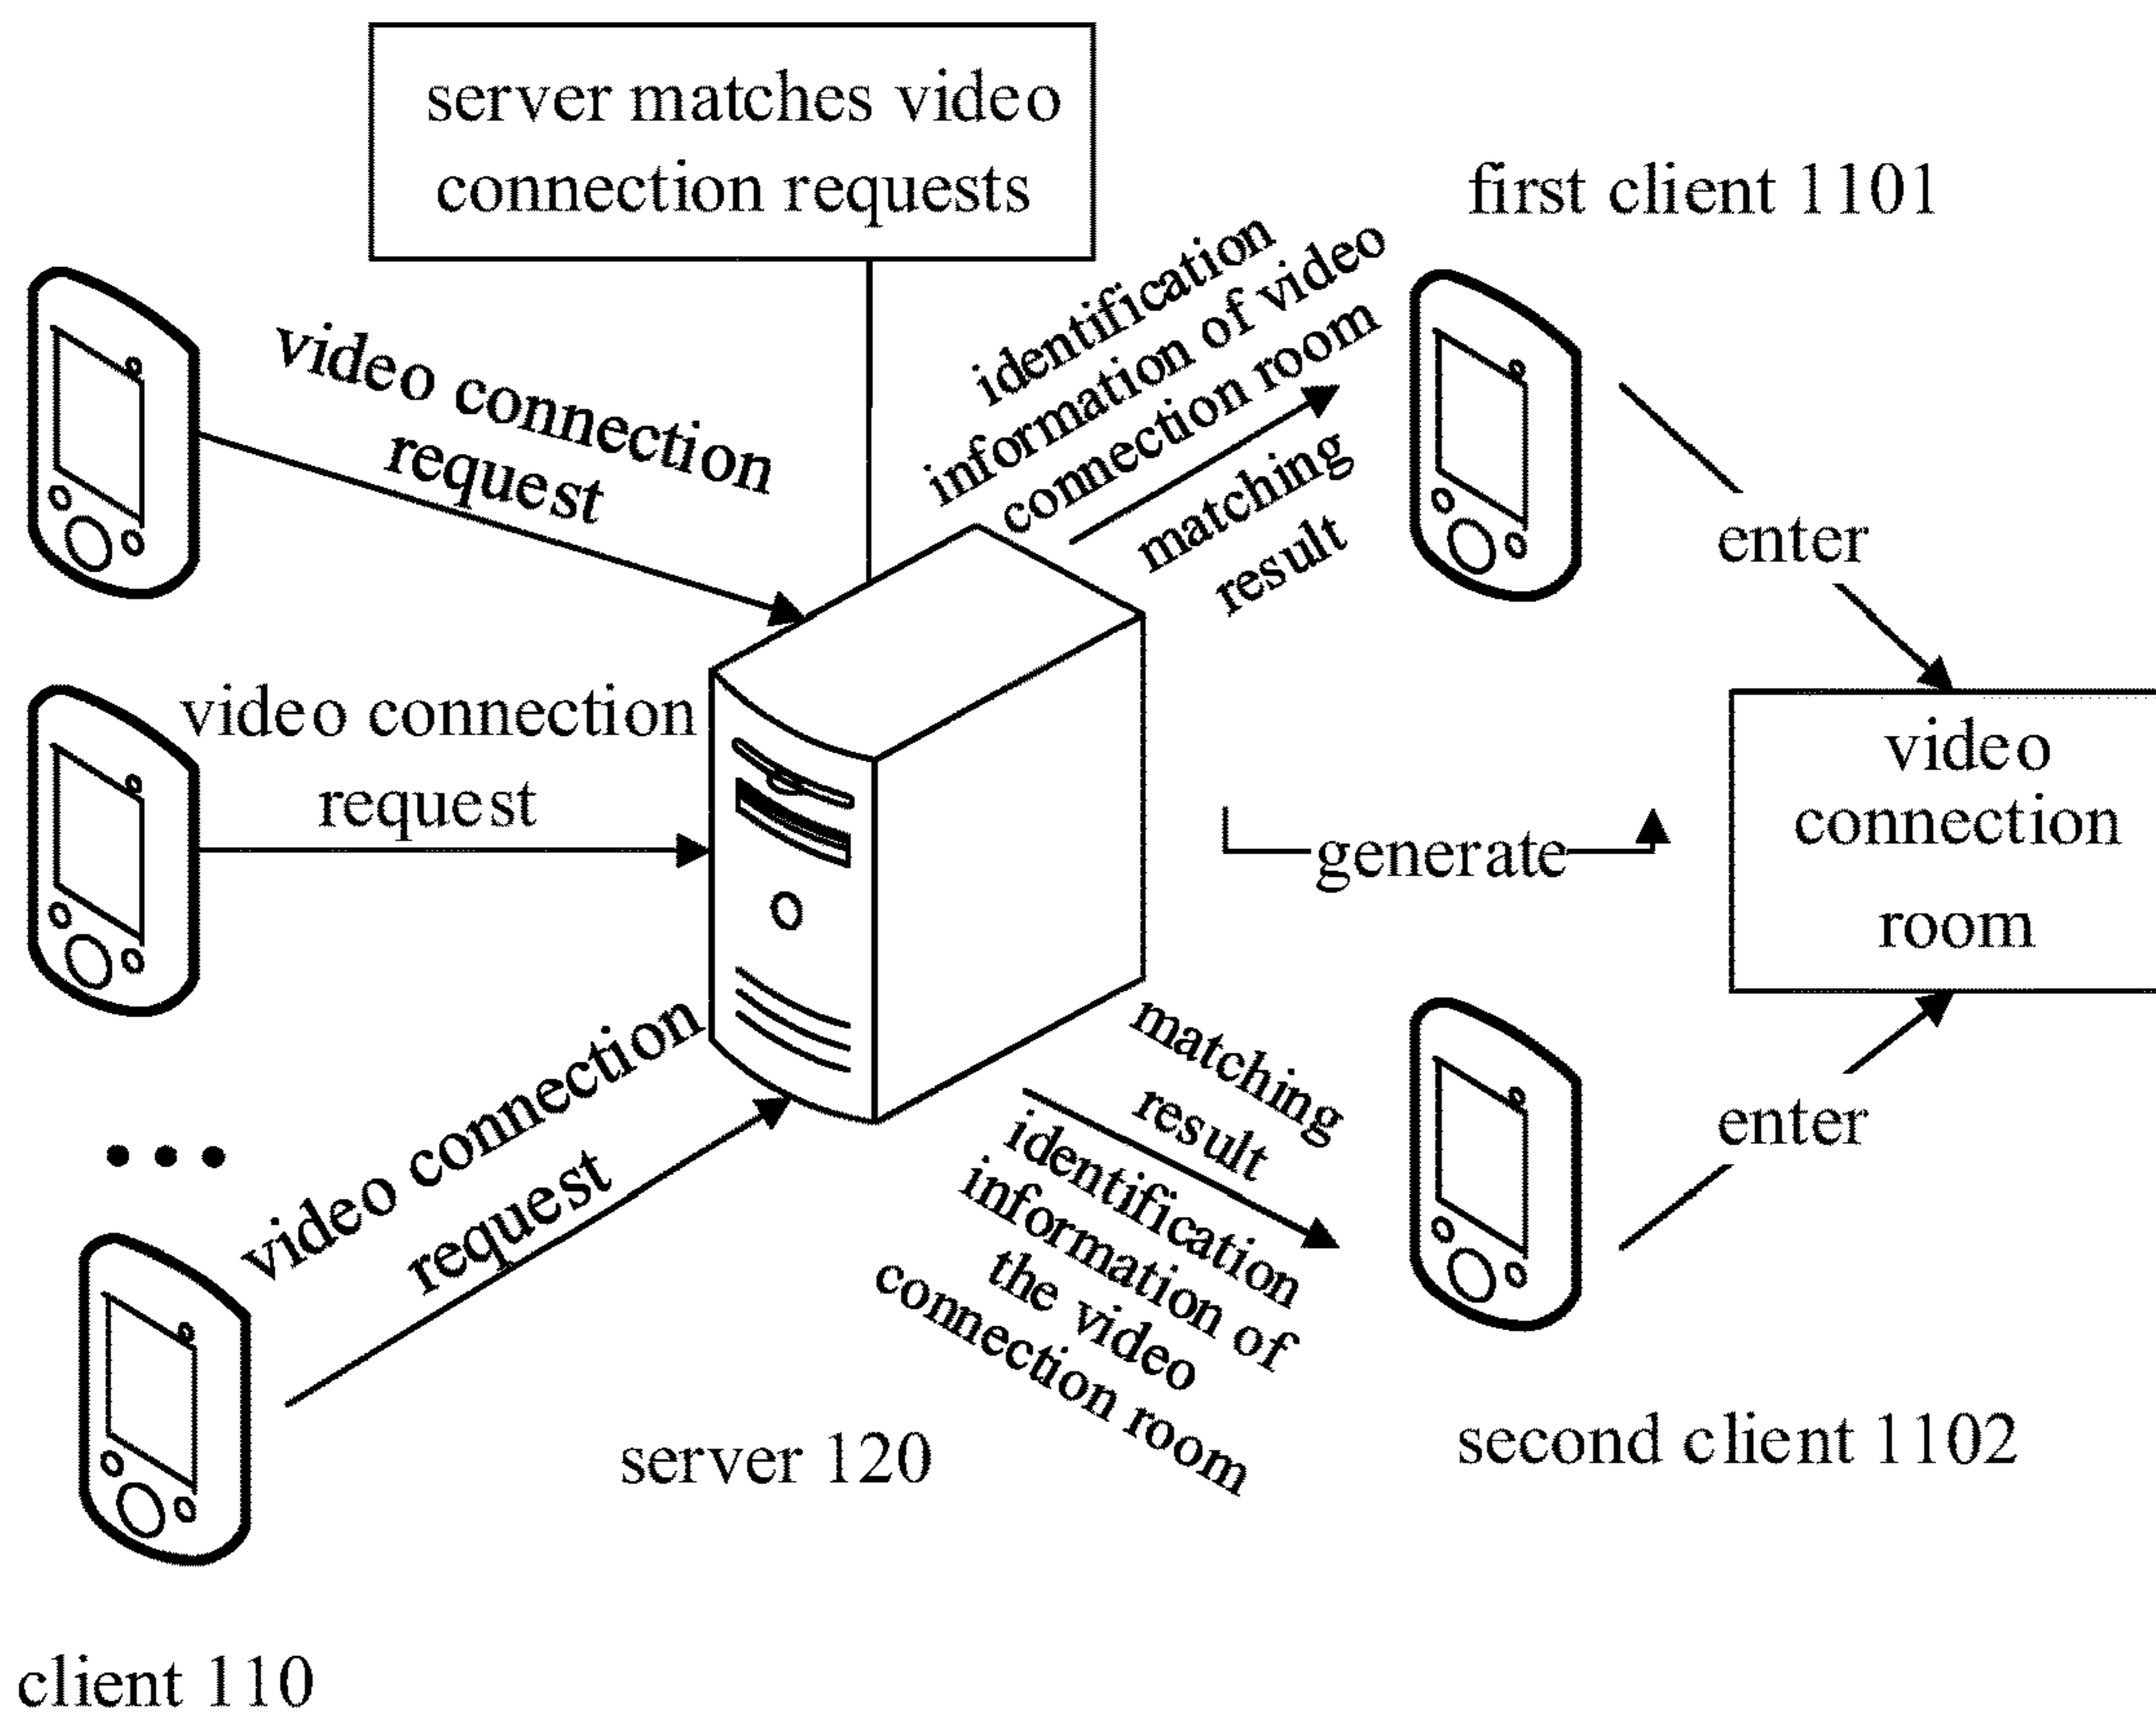 server matches video
connection requests
first client 1101
identification
information of video
connection room
matching
result
video connection
request
enter
video connection
request
video
connection
room
generate
matching
result
identification
information of
the video
connection room
enter
video connection
request
server 120
second client 1102
client 110